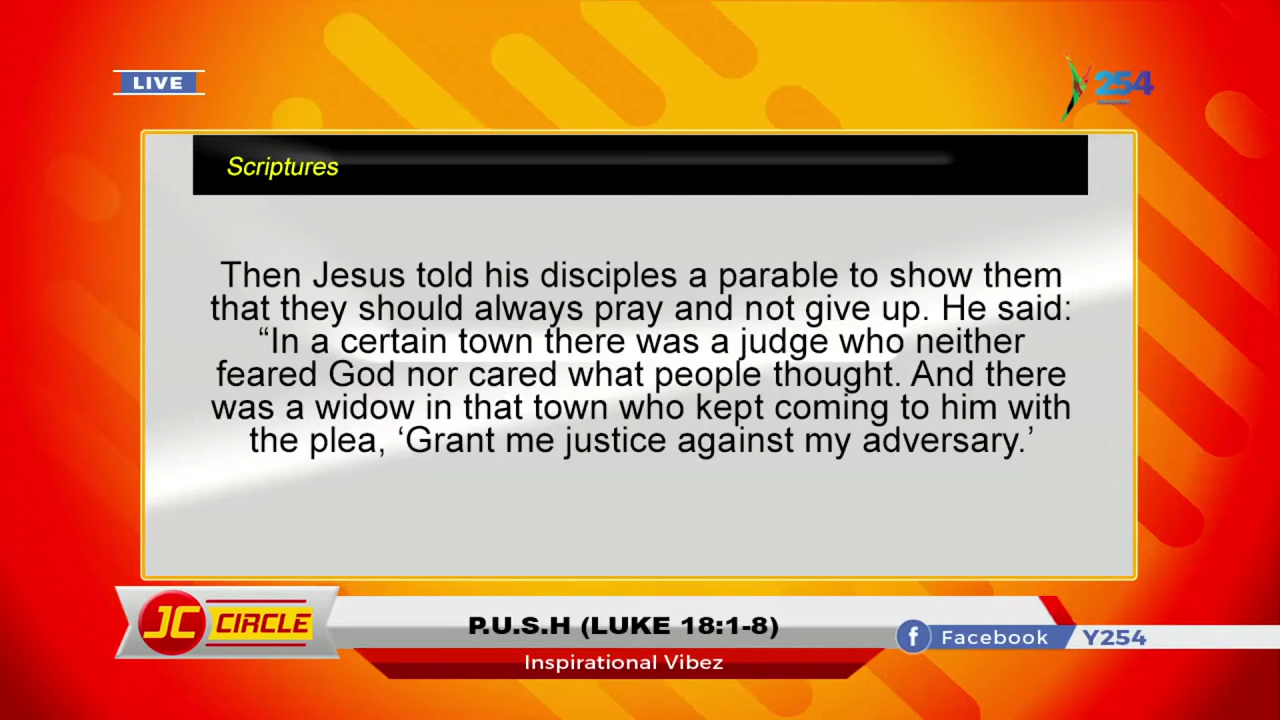 LIVE
254
Scriptures
Then Jesus told his disciples a parable to show them
that they should always pray and not give up. He said:
“In a certain town there was a judge who neither
feared God nor cared what people thought. And there
was a widow in that town who kept coming to him with
the plea, ‘Grant me justice against my adversary.’
JC CIRCLE
P.U.S.H (LUKE 18:1-8)
Inspirational Vibez
f Facebook Y254